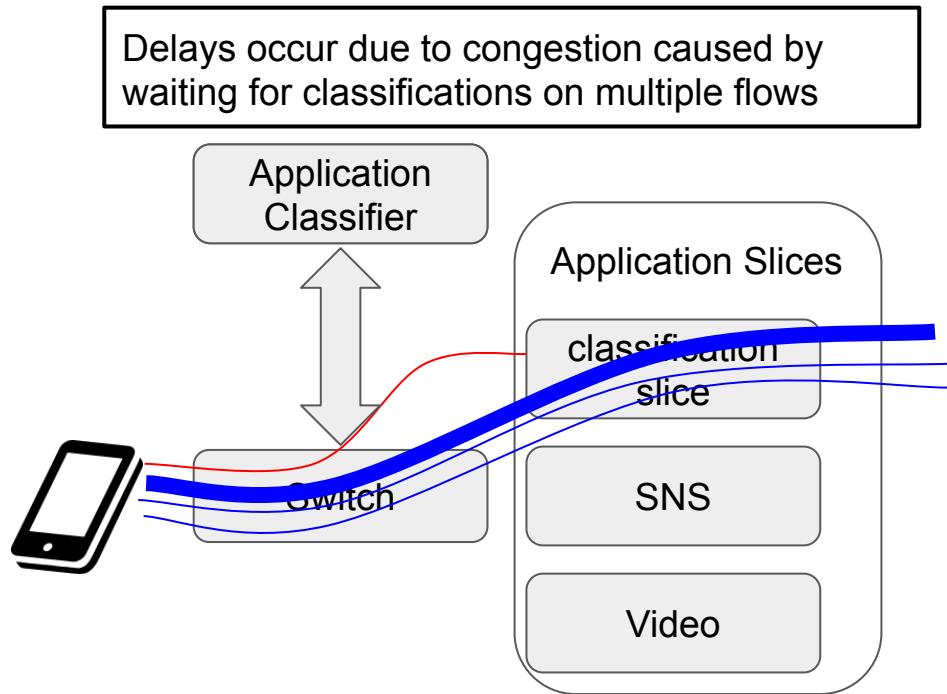 Delays occur due to congestion caused by
waiting for classifications on multiple flows
Application
Classifier
Application Slices
classification
slice
Switch
SNS
Video